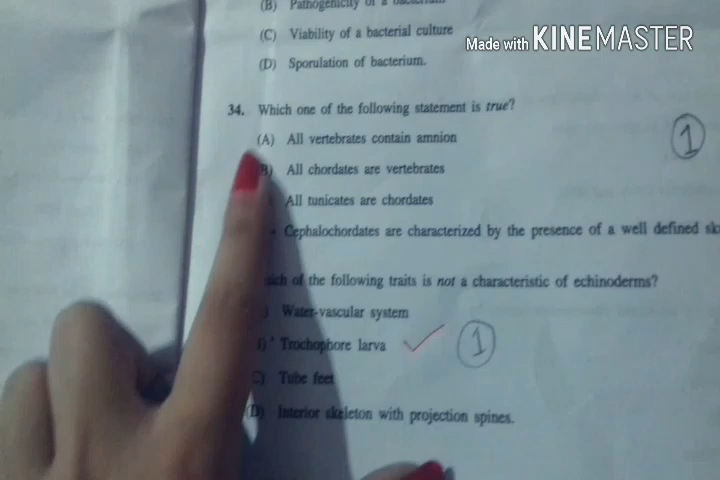 (B) Pathogenicity of a bacterium
(C) Viability of a bacterial culture
Made with KINEMASTER
(D) Sporulation of bacterium.
34. Which one of the following statement is true?
(A) All vertebrates contain amnion
1
B) All chordates are vertebrates
All tunicates are chordates
Cephalochordates are characterized by the presence of a well defined
of the following traits is not a characteristic of echinoderms?
Water-vascular system
Trochophore larva
1
C) Tube feet
(D) Interior skeleton with projection spines.